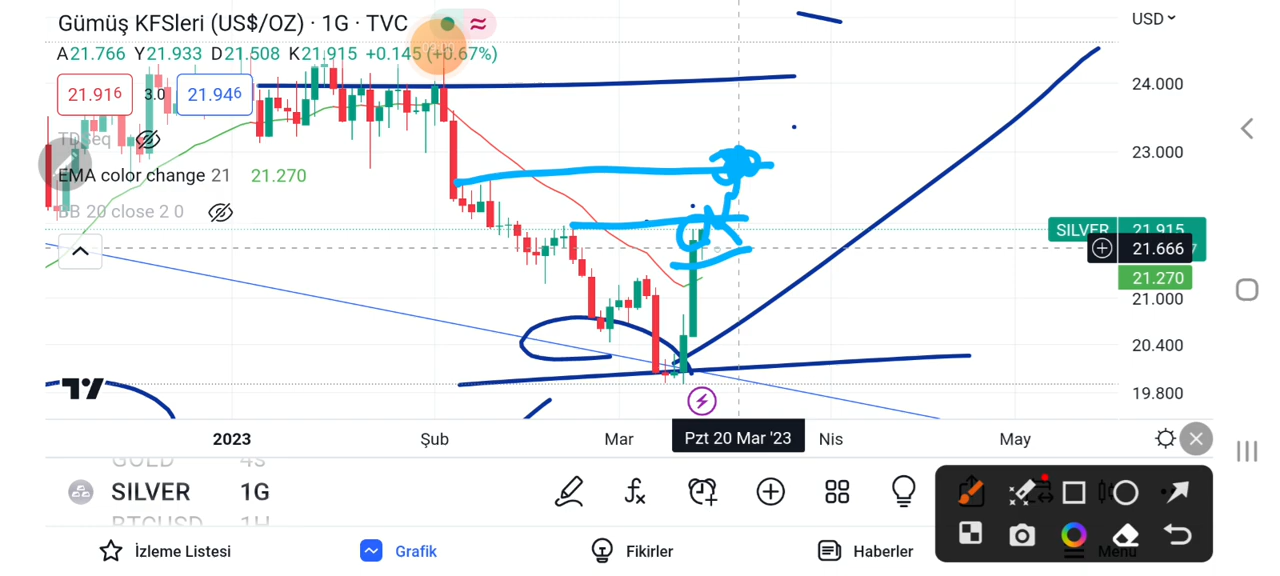 Gümüş KFSleri (US$/OZ) · 1G · TVC
USD
A21.766 Y21.933 D21.508 K21.915 +0.145 (+0.67%)
21.916 3.0 21.946
24.000
TDSeq
23.000
EMA color change 21 21.270
BB 20 close 2 0
SILVER 21.915
21.666
21.270
21.000
20.400
19.800
2023 Şub Mar Pzt 20 Mar '23 Nis May
GOLD 4S
SILVER 1G
BTCUSD 1H
İzleme Listesi Grafik Fikirler Haberler Menü